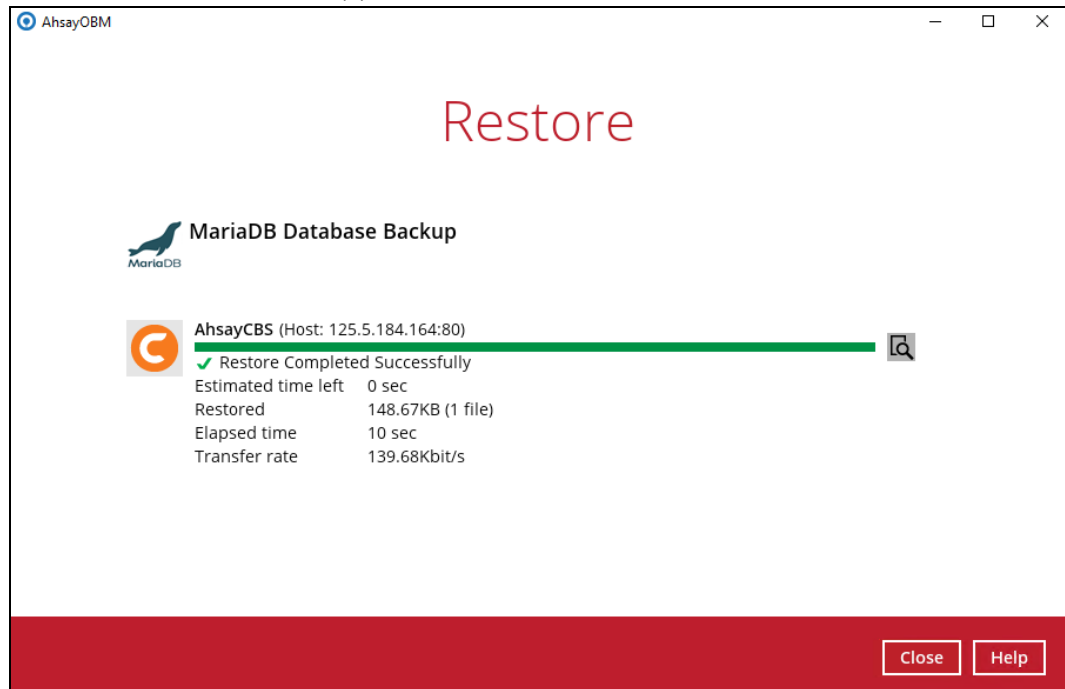 AhsayOBM
Restore
MariaDB Database Backup
MariaDB
AhsayCBS (Host: 125.5.184.164:80)
Restore Completed Successfully
Estimated time left 0 sec
Restored 148.67KB (1 file)
Elapsed time 10 sec
Transfer rate 139.68Kbit/s
Close Help